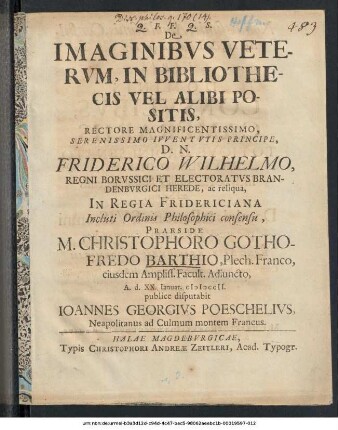 Q. F. F. Q. S.
De
IMAGINIBVS VETE-
RVM, IN BIBLIOTHE-
CIS VEL ALIBI PO-
SITIS,
RECTORE MAGNIFICENTISSIMO,
SERENISSIMO IVVENTVTIS PRINCIPE,
D. N.
FRIDERICO WILHELMO,
REGNI BORVSSICI ET ELECTORATVS BRAN-
DENBVRGICI HEREDE, ac reliqua,
IN REGIA FRIDERICIANA
Incluti Ordinis Philosophici consensu,
PRAESIDE
M. CHRISTOPHORO GOTHO-
FREDO BARTHIO, Plech. Franco,
eiusdem Ampliss. Facult. Adiuncto,
A. d. XX. Ianuar.
publice disputabit
IOANNES GEORGIVS POESCHELIVS,
Neapolitanus ad Culmum montem Francus.
HALAE MAGDEBVRGICAE,
Typis CHRISTOPHORI ANDREÆ ZEITLERI, Acad. Typogr.